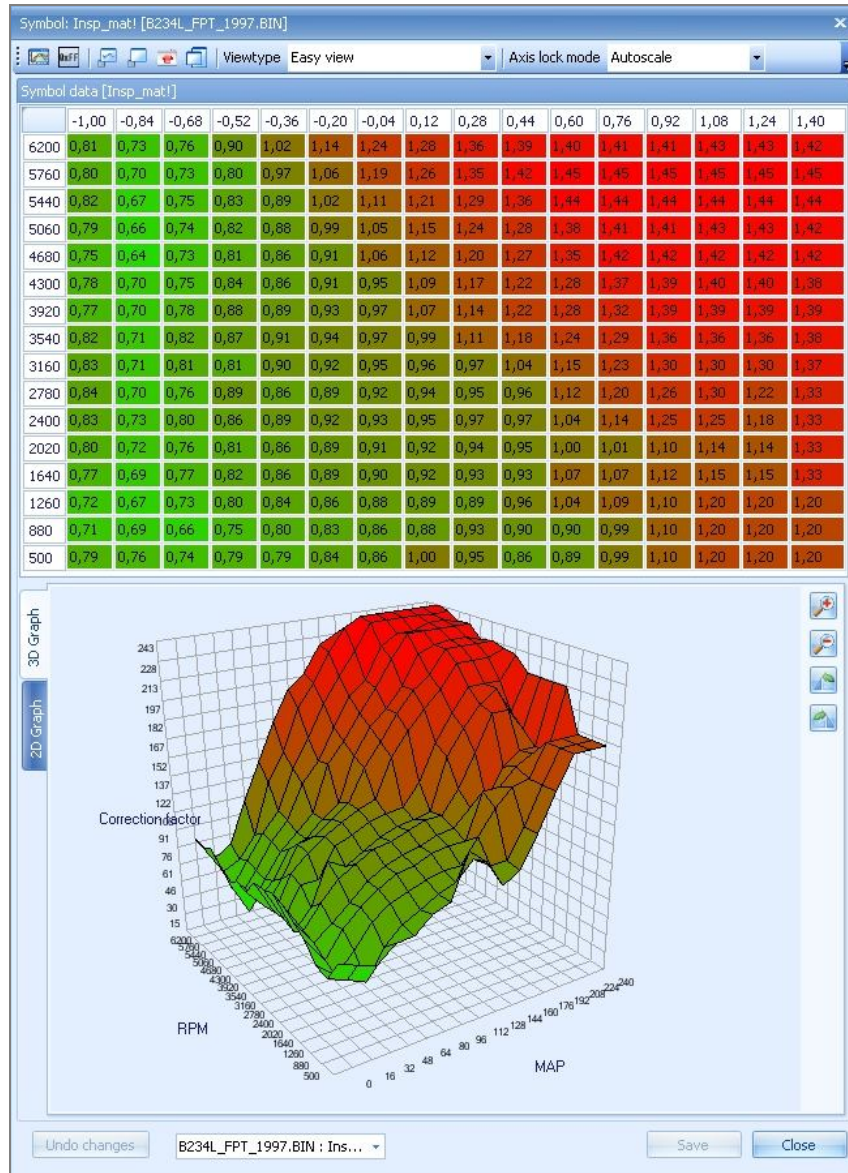 Symbol: Insp_mat! [B234L_FPT_1997.BIN]
0xFF Viewtype Easy view Axis lock mode Autoscale
Symbol data [Insp_mat!]
-1,00 -0,84 -0,68 -0,52 -0,36 -0,20 -0,04 0,12 0,28 0,44 0,60 0,76 0,92 1,08 1,24 1,40
6200 0,81 0,73 0,76 0,90 1,02 1,14 1,24 1,28 1,36 1,39 1,40 1,41 1,41 1,43 1,43 1,42
5760 0,80 0,70 0,73 0,80 0,97 1,06 1,19 1,26 1,35 1,42 1,45 1,45 1,45 1,45 1,45 1,45
5440 0,82 0,67 0,75 0,83 0,89 1,02 1,11 1,21 1,29 1,36 1,44 1,44 1,44 1,44 1,44 1,44
5060 0,79 0,66 0,74 0,82 0,88 0,99 1,05 1,15 1,24 1,28 1,38 1,41 1,41 1,43 1,43 1,42
4680 0,75 0,64 0,73 0,81 0,86 0,91 1,06 1,12 1,20 1,27 1,35 1,42 1,42 1,42 1,42 1,42
4300 0,78 0,70 0,75 0,84 0,86 0,91 0,95 1,09 1,17 1,22 1,28 1,37 1,39 1,40 1,40 1,38
3920 0,77 0,70 0,78 0,88 0,89 0,93 0,97 1,07 1,14 1,22 1,28 1,32 1,39 1,39 1,39 1,39
3540 0,82 0,71 0,82 0,87 0,91 0,94 0,97 0,99 1,11 1,18 1,24 1,29 1,36 1,36 1,36 1,38
3160 0,83 0,71 0,81 0,81 0,90 0,92 0,95 0,96 0,97 1,04 1,15 1,23 1,30 1,30 1,30 1,37
2780 0,84 0,70 0,76 0,89 0,86 0,89 0,92 0,94 0,95 0,96 1,12 1,20 1,26 1,30 1,22 1,33
2400 0,83 0,73 0,80 0,86 0,89 0,92 0,93 0,95 0,97 0,97 1,04 1,14 1,25 1,25 1,18 1,33
2020 0,80 0,72 0,76 0,81 0,86 0,89 0,91 0,92 0,94 0,95 1,00 1,01 1,10 1,14 1,14 1,33
1640 0,77 0,69 0,77 0,82 0,86 0,89 0,90 0,92 0,93 0,93 1,07 1,07 1,12 1,15 1,15 1,33
1260 0,72 0,67 0,73 0,80 0,84 0,86 0,88 0,89 0,89 0,96 1,04 1,09 1,10 1,20 1,20 1,20
880 0,71 0,69 0,66 0,75 0,80 0,83 0,86 0,88 0,93 0,90 0,90 0,99 1,10 1,20 1,20 1,20
500 0,79 0,76 0,74 0,79 0,79 0,84 0,86 1,00 0,95 0,86 0,89 0,99 1,10 1,20 1,20 1,20
3D Graph
2D Graph
243
228
213
197
182
167
152
137
122
Correction factor
91
76
61
46
30
15
6200
5760
5440
5060
4680
4300
3920
3540
3160
2780
2400
2020
1640
1260
880
500
RPM
0 16 32 48 64 80 96 112 128 144 160 176 192 208 224 240
MAP
Undo changes B234L_FPT_1997.BIN : Ins... Save Close